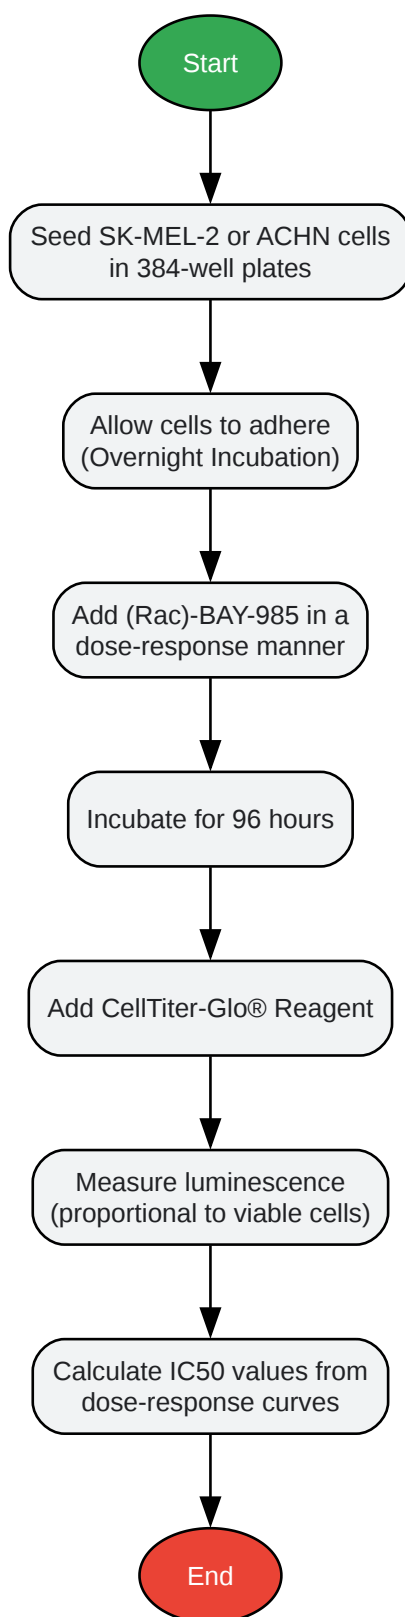 Start
Seed SK-MEL-2 or ACHN cells
in 384-well plates
Allow cells to adhere
(Overnight Incubation)
Add (Rac)-BAY-985 in a
dose-response manner
Incubate for 96 hours
Add CellTiter-Glo® Reagent
Measure luminescence
(proportional to viable cells)
Calculate IC50 values from
dose-response curves
End